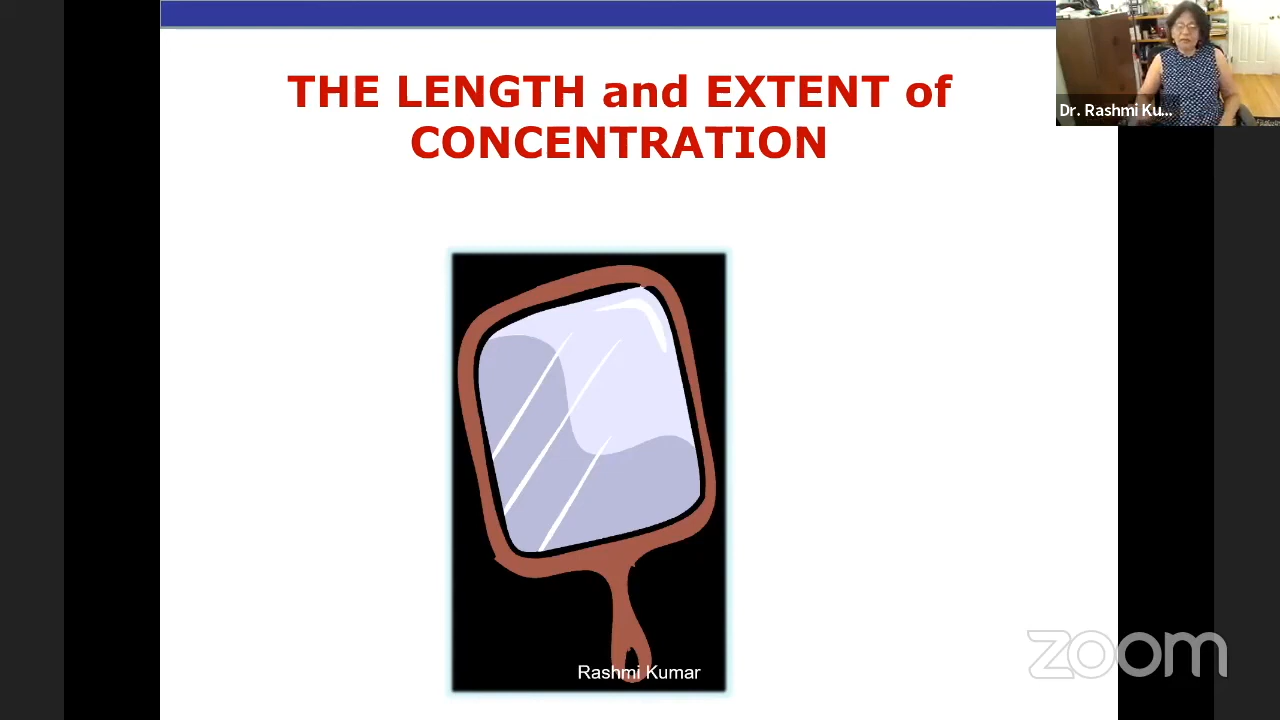 THE LENGTH and EXTENT of
CONCENTRATION
Dr. Rashmi Ku...
Rashmi Kumar
zoom